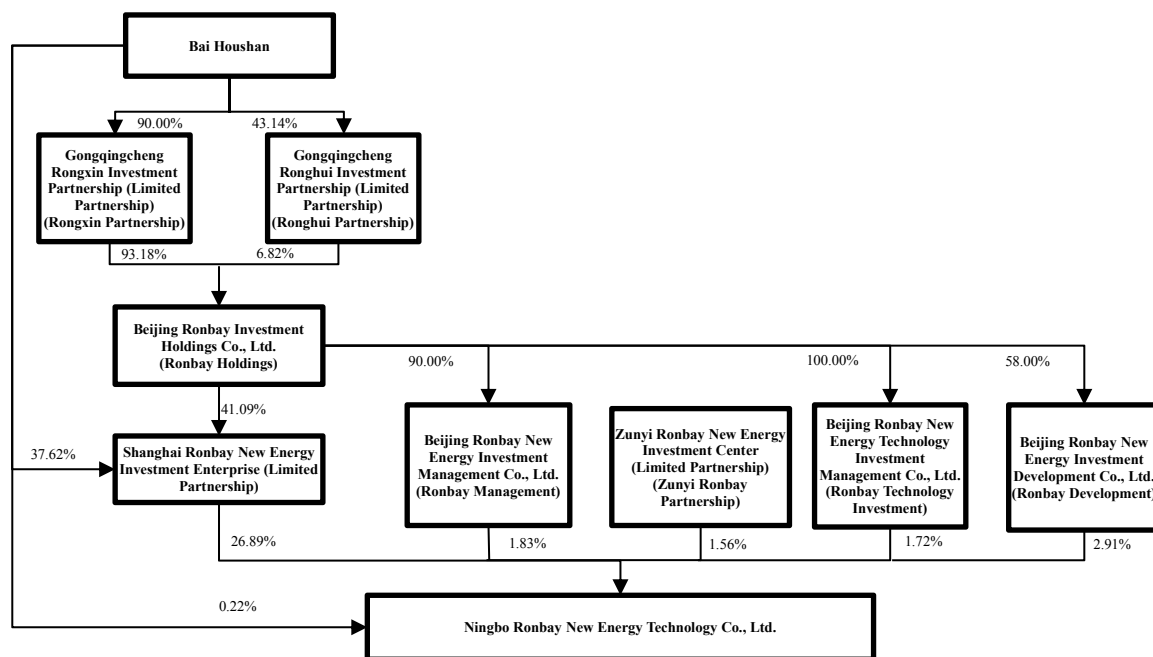 Bai Houshan
90.00%
43.14%
Gongqingcheng
Rongxin Investment
Partnership (Limited
Partnership)
(Rongxin Partnership)
Gongqingcheng
Ronghui Investment
Partnership (Limited
Partnership)
(Ronghui Partnership)
93.18%
6.82%
Beijing Ronbay Investment
Holdings Co., Ltd.
(Ronbay Holdings)
90.00%
100.00%
58.00%
41.09%
37.62%
Shanghai Ronbay New Energy
Investment Enterprise (Limited
Partnership)
Beijing Ronbay New
Energy Investment
Management Co., Ltd.
(Ronbay Management)
Zunyi Ronbay New Energy
Investment Center
(Limited Partnership)
(Zunyi Ronbay
Partnership)
Beijing Ronbay New
Energy Technology
Investment
Management Co., Ltd.
(Ronbay Technology
Investment)
Beijing Ronbay New
Energy Investment
Development Co., Ltd.
(Ronbay Development)
26.89%
1.83%
1.56%
1.72%
2.91%
0.22%
Ningbo Ronbay New Energy Technology Co., Ltd.